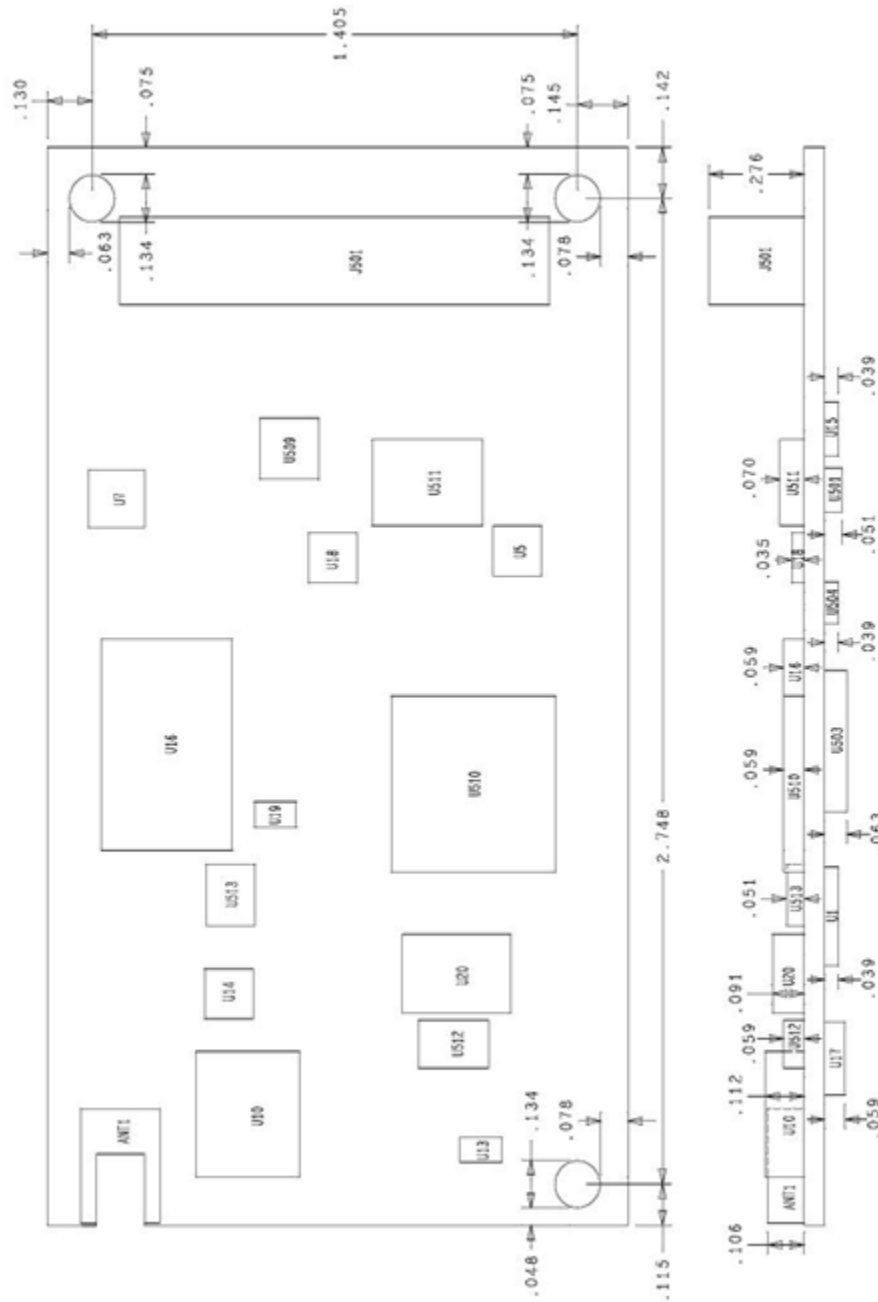 .130
.075
1.405
.075
.145
.142
.063
.134
.134
.078
J501
.276
J501
U7
U509
U511
U18
U5
.039
U15
.070
U511
U501
.051
.035
U18
U504
.039
U16
U19
U510
2.748
.059
U16
.059
U510
U503
.063
U513
U14
U20
U512
.051
U513
U1
.039
.091
U20
.059
U512
U17
.059
ANT1
U10
U13
.134
.078
.048
.115
.112
U10
ANT1
.106